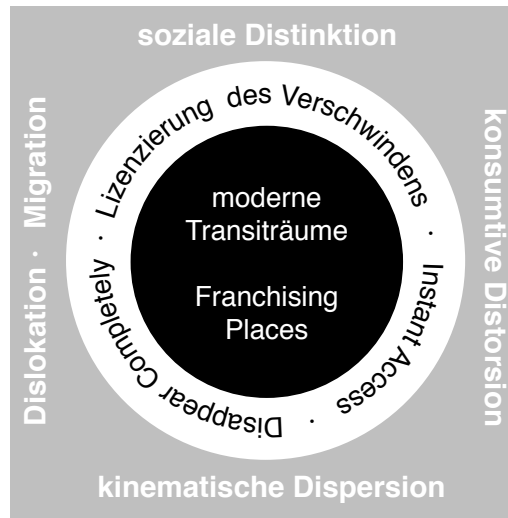 soziale Distinktion
Dislokation · Migration
konsumtive Distorsion
Lizenzierung des Verschwindens · Instant Access · Disappear Completely ·
moderne
Transiträume
Franchising
Places
kinematische Dispersion